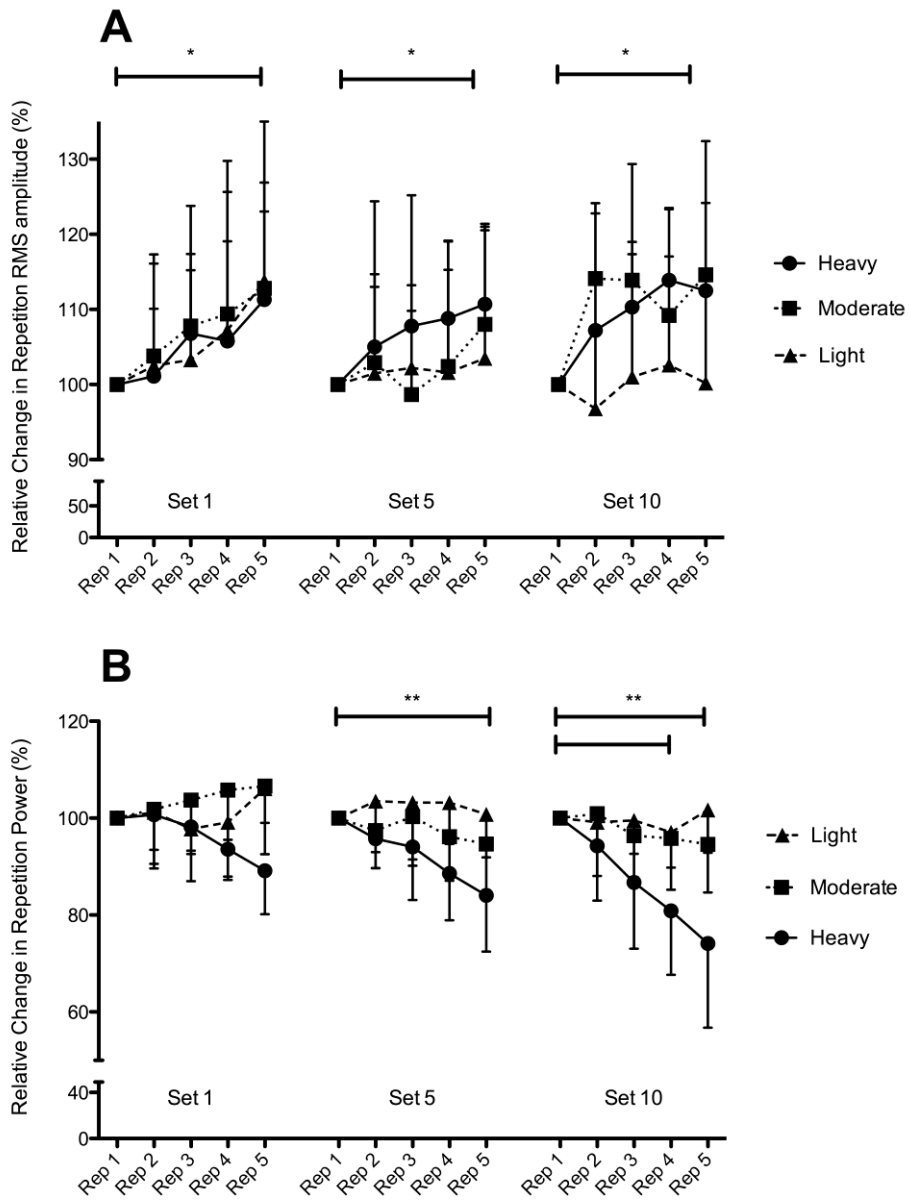 A
* * *
Relative Change in Repetition RMS amplitude (%)
130
120
110
100
90
50
0
Heavy
Moderate
Light
Set 1 Set 5 Set 10
Rep 1 Rep 2 Rep 3 Rep 4 Rep 5 Rep 1 Rep 2 Rep 3 Rep 4 Rep 5 Rep 1 Rep 2 Rep 3 Rep 4 Rep 5
B
** **
Relative Change in Repetition Power (%)
120
100
80
60
40
0
Light
Moderate
Heavy
Set 1 Set 5 Set 10
Rep 1 Rep 2 Rep 3 Rep 4 Rep 5 Rep 1 Rep 2 Rep 3 Rep 4 Rep 5 Rep 1 Rep 2 Rep 3 Rep 4 Rep 5